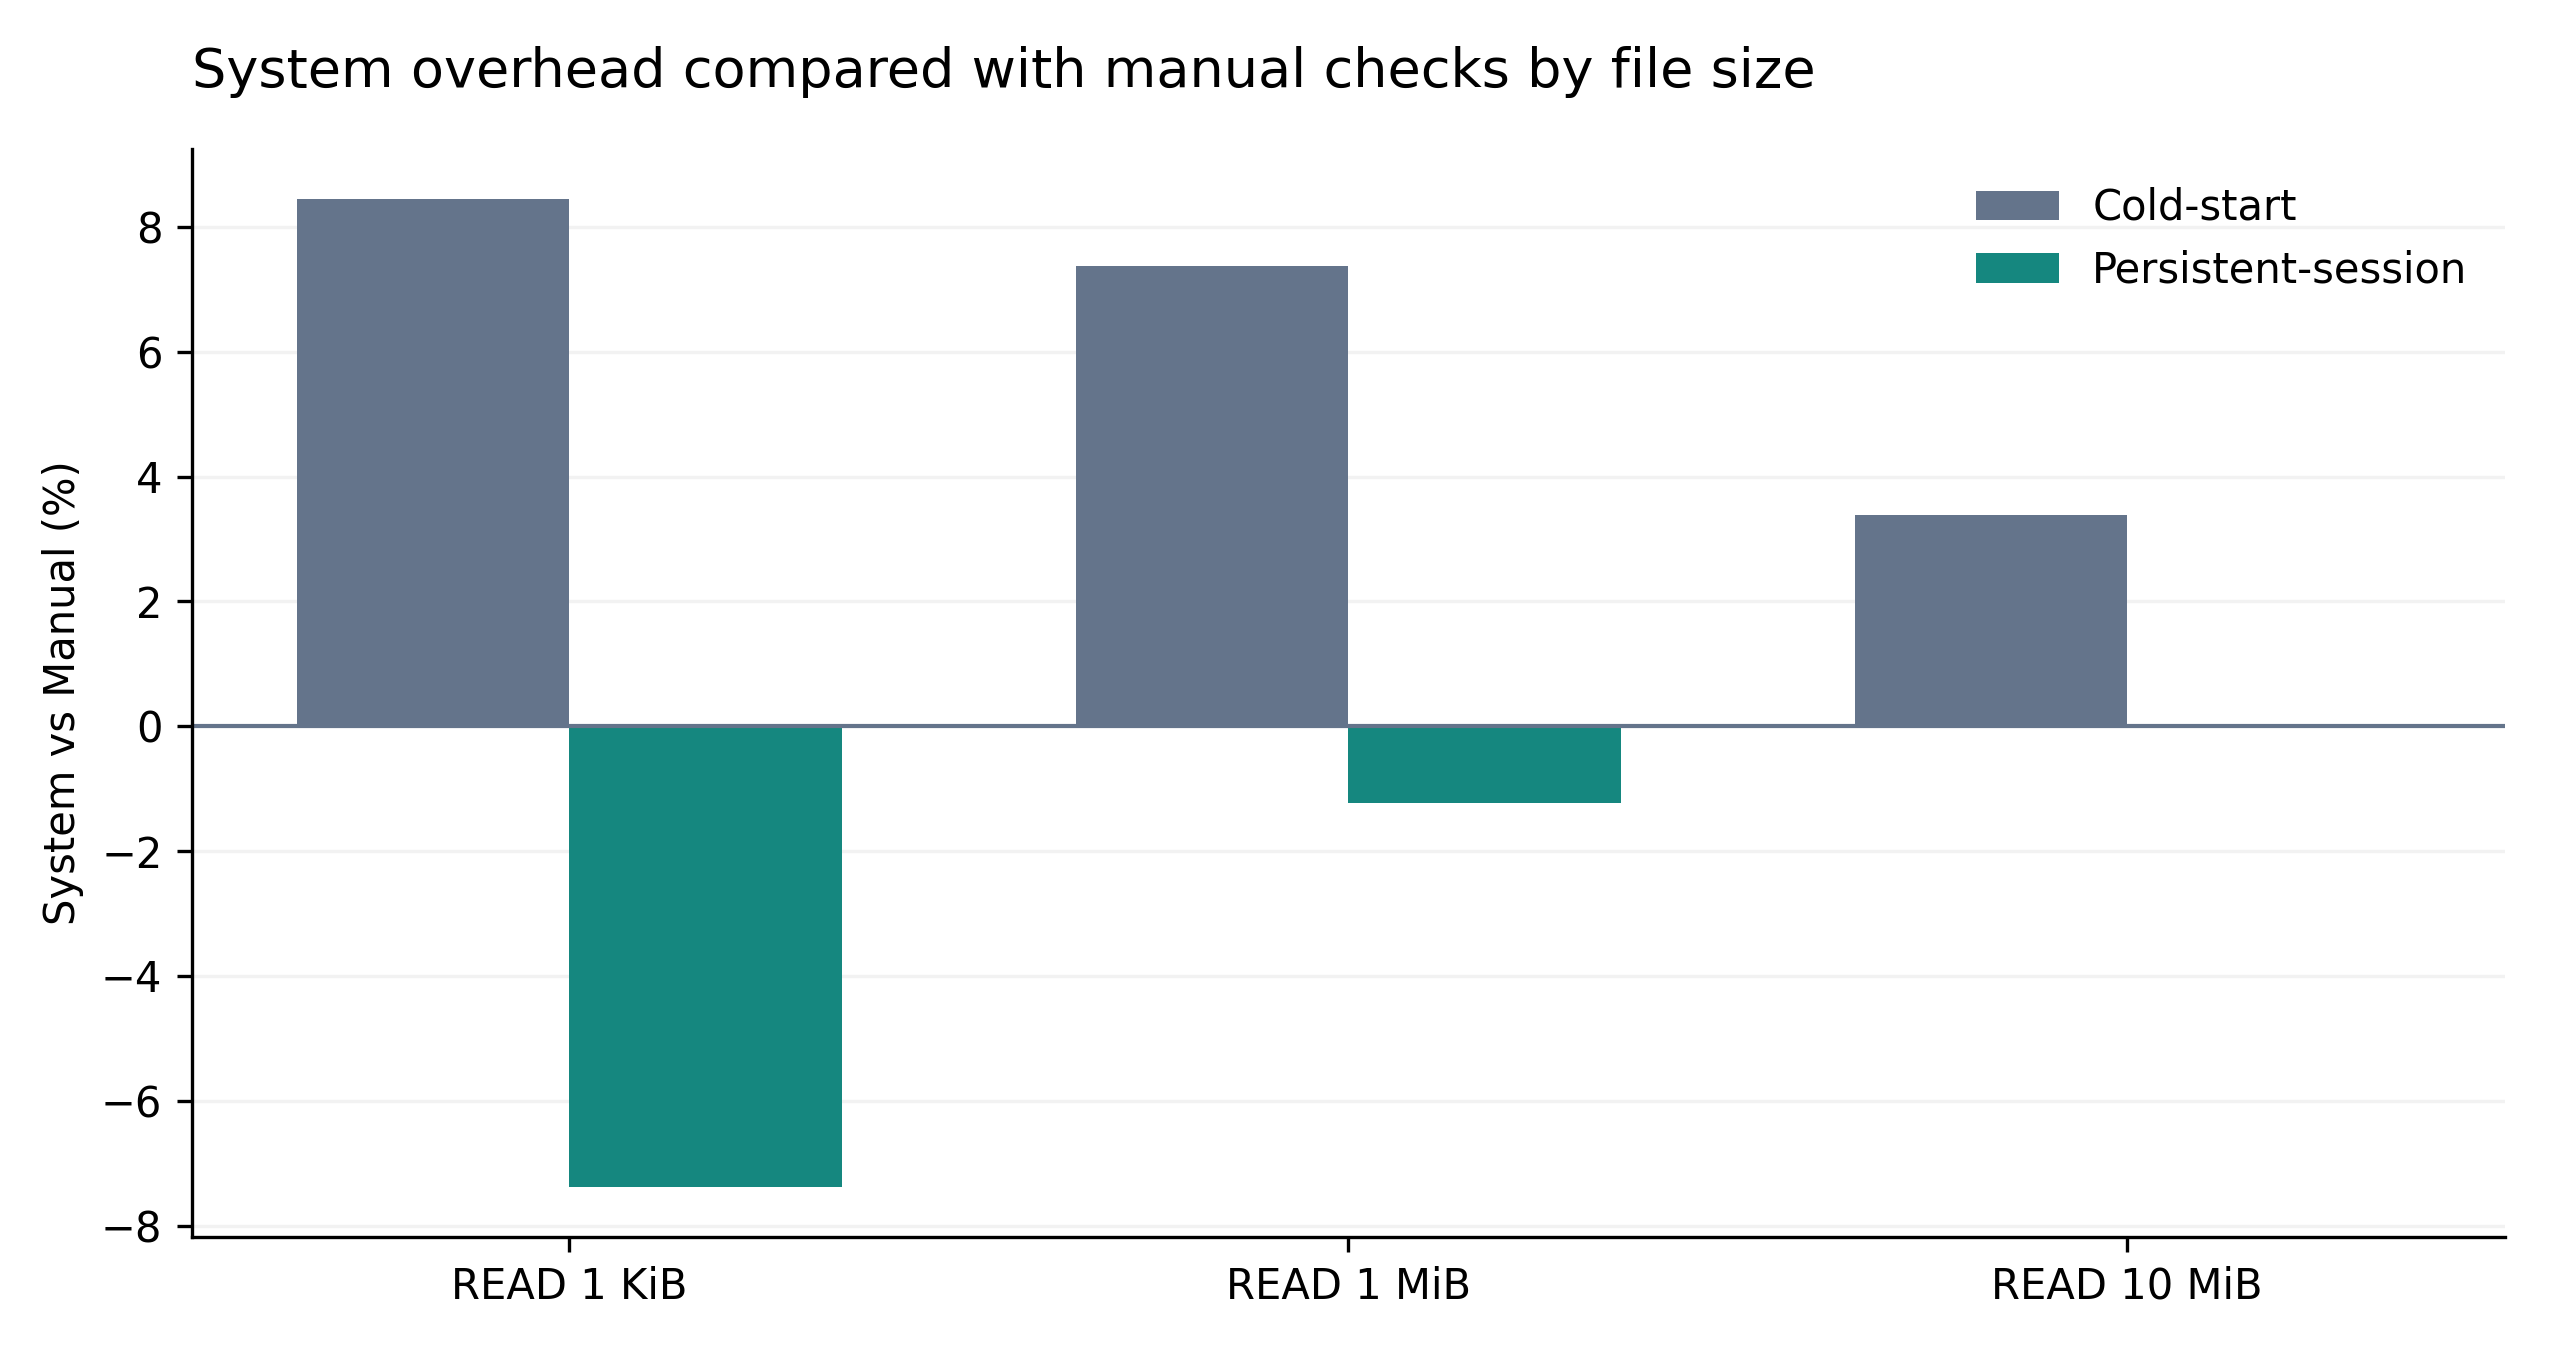 System overhead compared with manual checks by file size
Cold-start
Persistent-session
System vs Manual (%)
8
6
4
2
0
−2
−4
−6
−8
READ 1 KiB
READ 1 MiB
READ 10 MiB